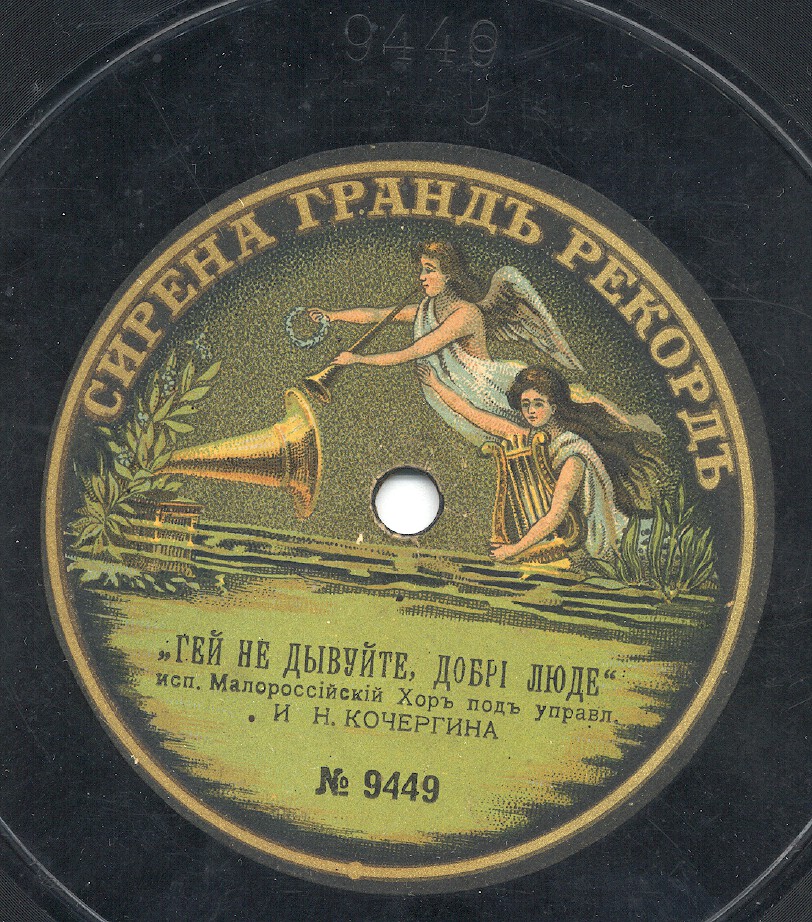 9449
СИРЕНА ГРАНДЪ РЕКОРДЪ
„ГЕЙ НЕ ДЫВУЙТЕ, ДОБРІ ЛЮДЕ“
исп. Малороссійскій Хоръ подъ управл.
И Н. КОЧЕРГИНА
№ 9449